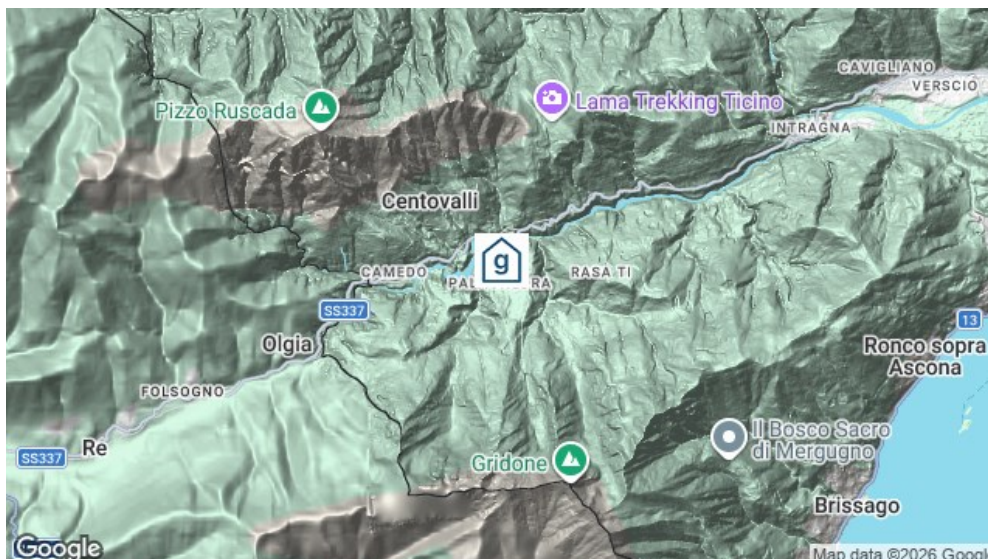 CAVIGLIANO
VERSCIO
Pizzo Ruscada
Lama Trekking Ticino
INTRAGNA
Centovalli
g
CAMEDO
RASA TI
SS337
13
Olgia
Ronco sopra
Ascona
FOLSOGNO
Il Bosco Sacro
di Mergugno
Re
SS337
Gridone
Brissago
Google
Map data ©2026 Google